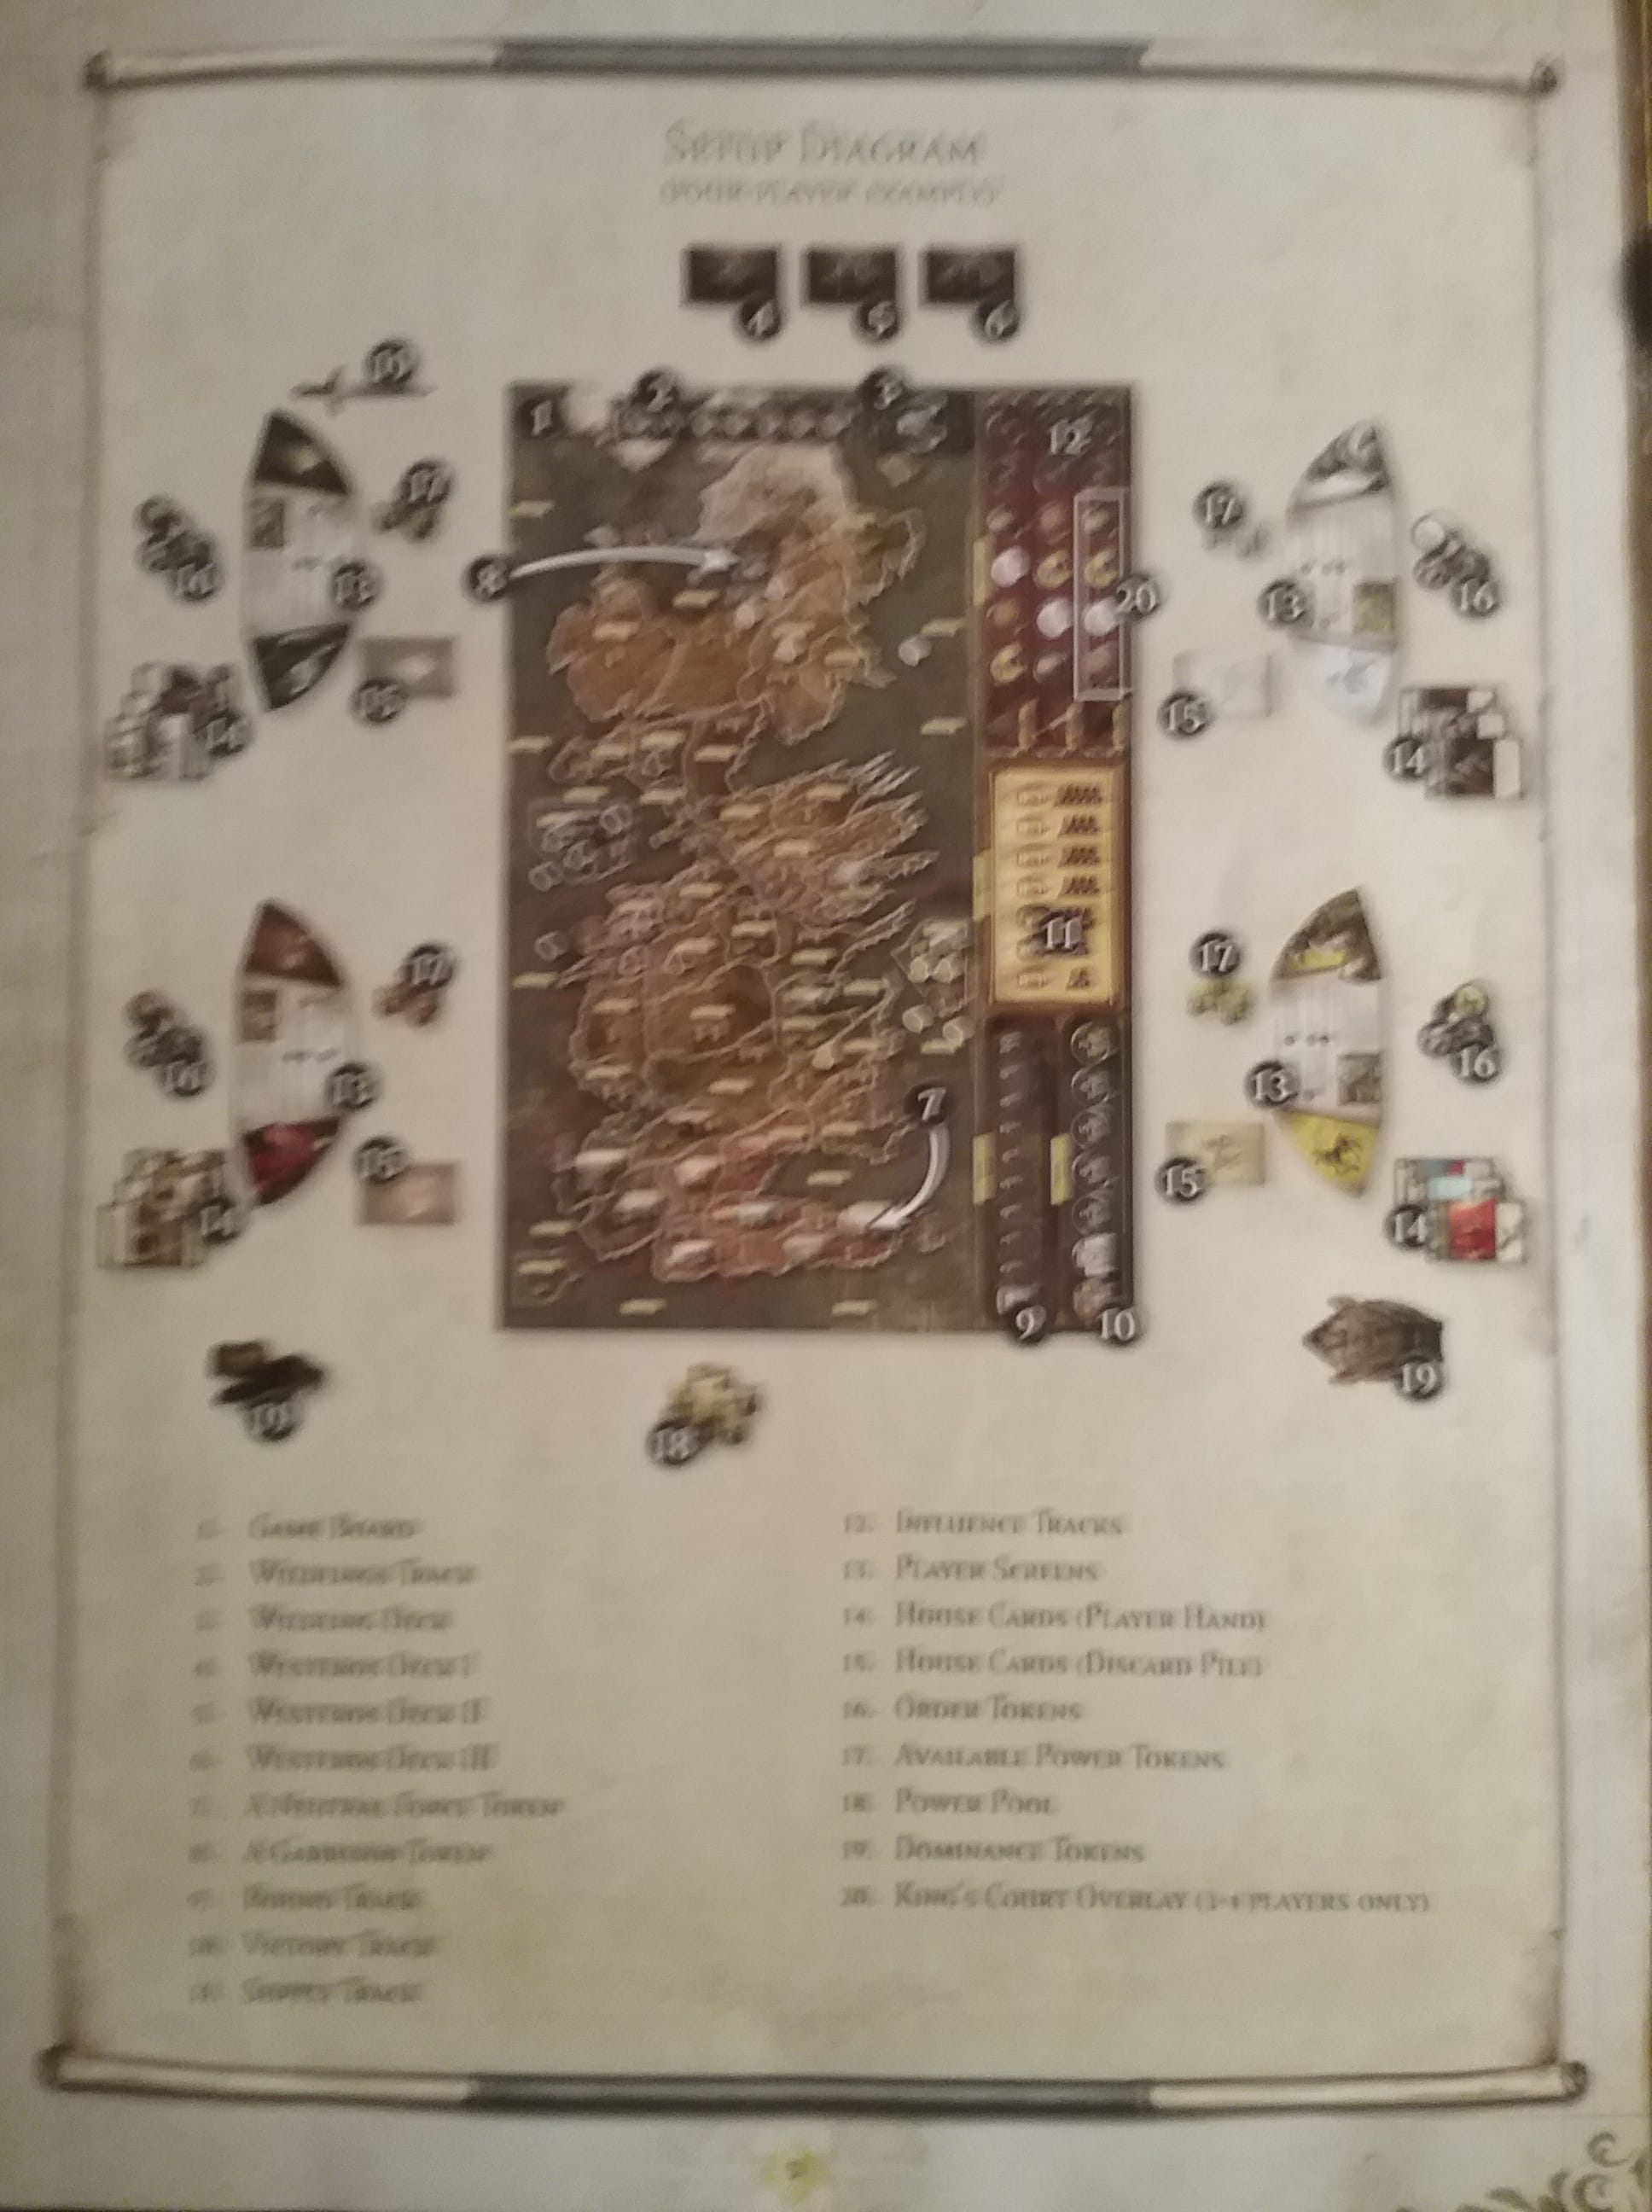 Setup Diagram
(four-player example)
4 5 6
19
1 2 3 12
17 17
16 13 8 20 13 16
15 15
14 14
11
17 17
16 13 7 13 16
15 15
14 14
9 10
19 18 19
1. Game Board
2. Wildlings Track
3. Wildling Deck
4. Westeros Deck I
5. Westeros Deck II
6. Westeros Deck III
7. A Neutral Force Token
8. A Garrison Token
9. Round Track
10. Victory Track
11. Supply Track
12. Influence Tracks
13. Player Screens
14. House Cards (Player Hand)
15. House Cards (Discard Pile)
16. Order Tokens
17. Available Power Tokens
18. Power Pool
19. Dominance Tokens
20. King's Court Overlay (3-4 players only)